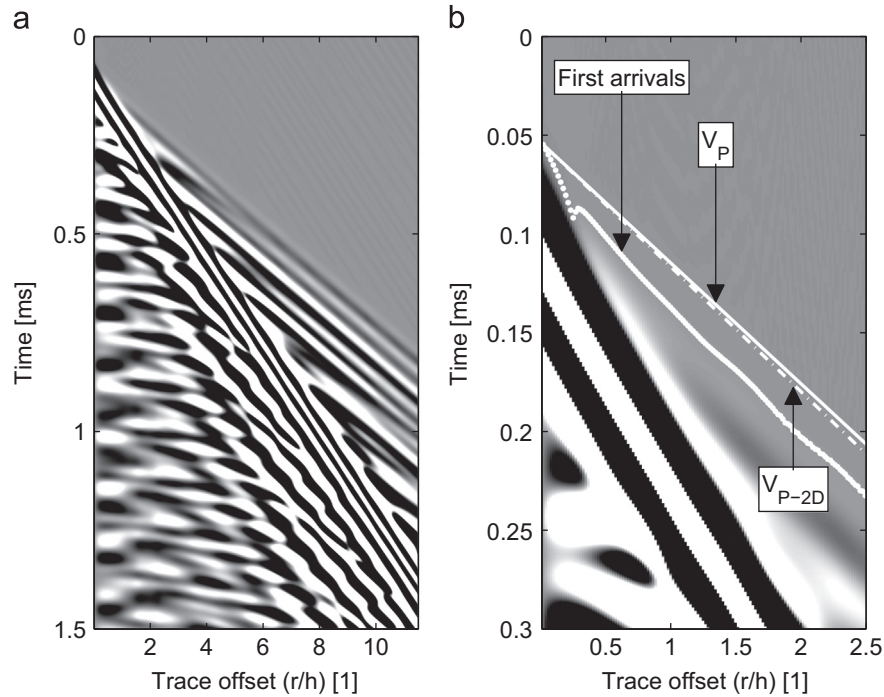 a
0
0.5
1
1.5
Time [ms]
2
4
6
8
10
Trace offset (r/h) [1]
b
0
0.05
0.1
0.15
0.2
0.25
0.3
Time [ms]
First arrivals
V_P
V_{P−2D}
0.5
1
1.5
2
2.5
Trace offset (r/h) [1]